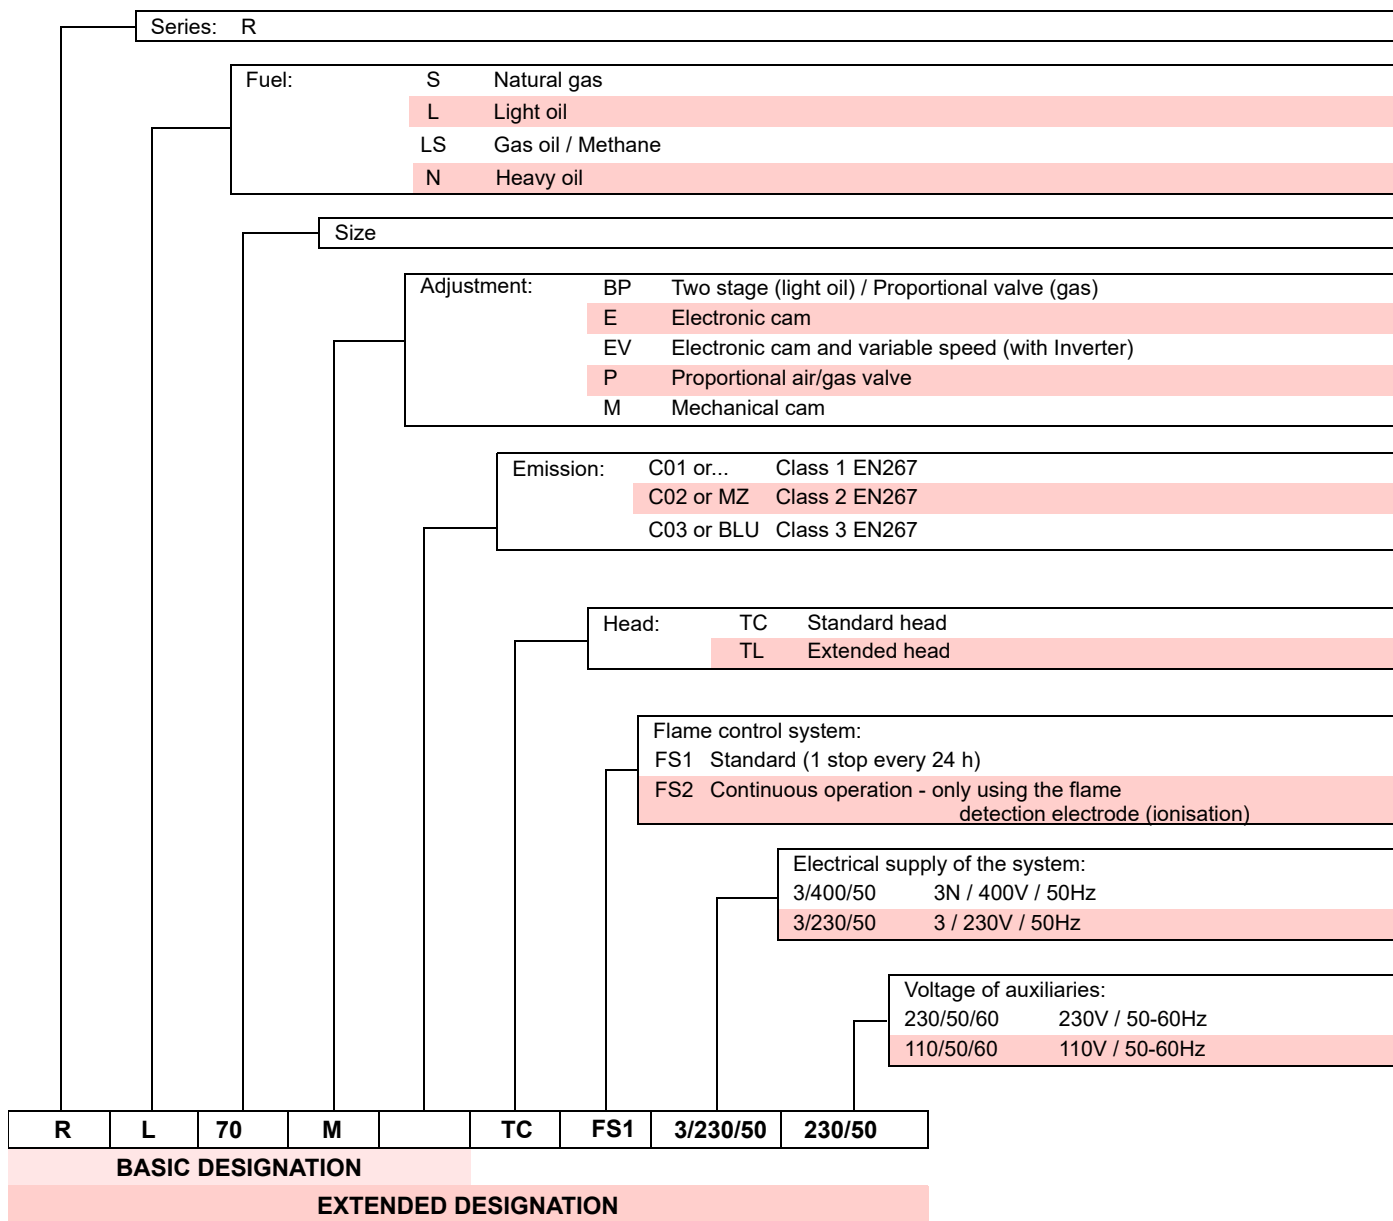 Series: R
Fuel: S Natural gas
L Light oil
LS Gas oil / Methane
N Heavy oil
Size
Adjustment: BP Two stage (light oil) / Proportional valve (gas)
E Electronic cam
EV Electronic cam and variable speed (with Inverter)
P Proportional air/gas valve
M Mechanical cam
Emission: C01 or... Class 1 EN267
C02 or MZ Class 2 EN267
C03 or BLU Class 3 EN267
Head: TC Standard head
TL Extended head
Flame control system:
FS1 Standard (1 stop every 24 h)
FS2 Continuous operation - only using the flame
detection electrode (ionisation)
Electrical supply of the system:
3/400/50 3N / 400V / 50Hz
3/230/50 3 / 230V / 50Hz
Voltage of auxiliaries:
230/50/60 230V / 50-60Hz
110/50/60 110V / 50-60Hz
R L 70 M TC FS1 3/230/50 230/50
BASIC DESIGNATION
EXTENDED DESIGNATION